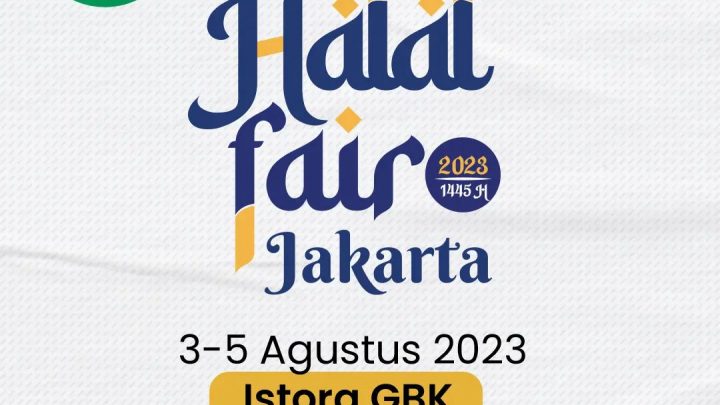 Halal
fair
2023
1445 H
Jakarta
3-5 Agustus 2023
Istora GBK